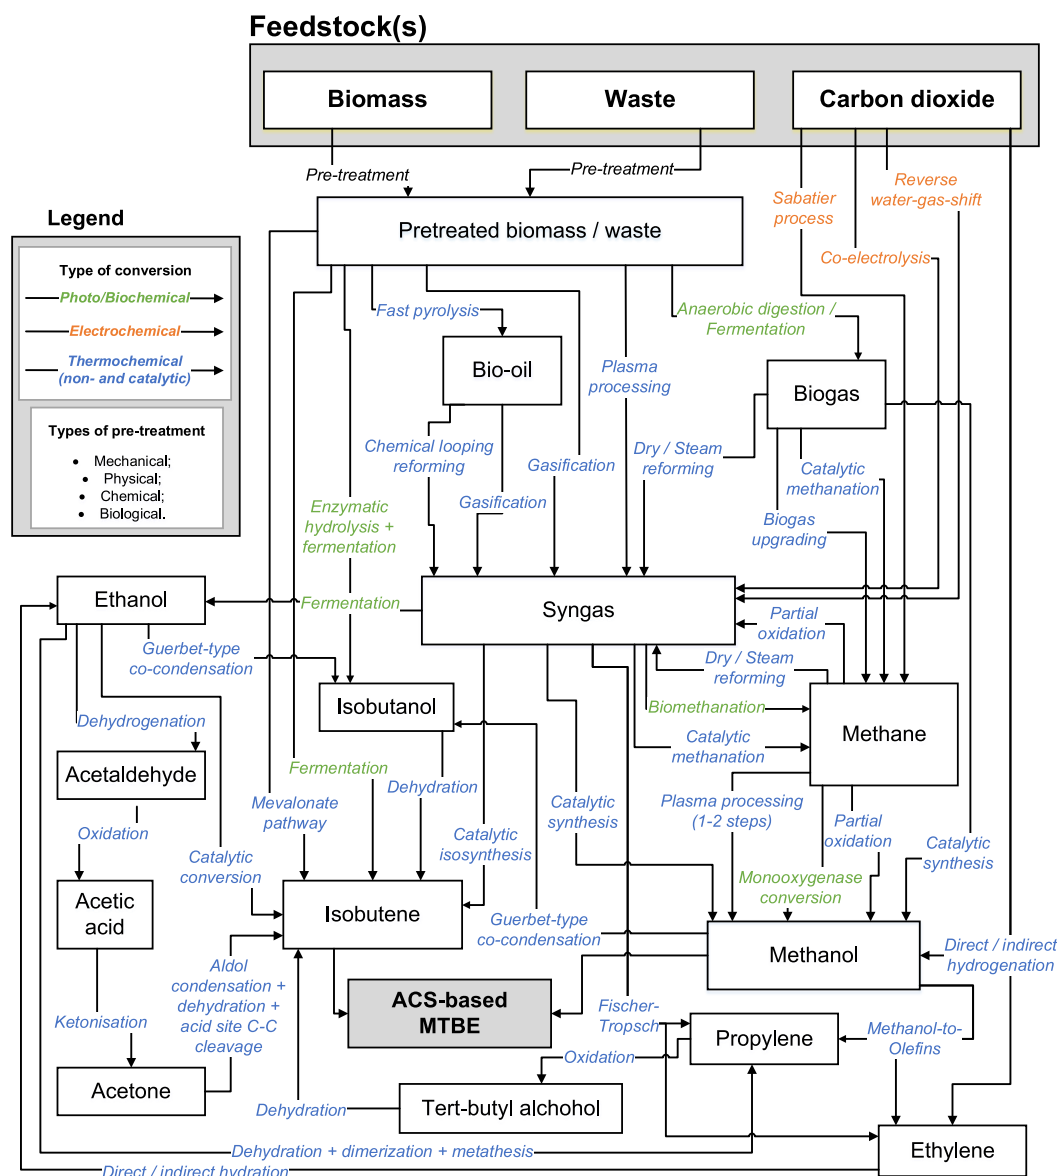 Feedstock(s)
Biomass
Waste
Carbon dioxide
Pre-treatment
Pre-treatment
Sabatier
process
Reverse
water-gas-shift
Co-electrolysis
Legend
Type of conversion
Photo/Biochemical
Electrochemical
Thermochemical
(non- and catalytic)
Types of pre-treatment
• Mechanical;
• Physical;
• Chemical;
• Biological.
Pretreated biomass / waste
Fast pyrolysis
Anaerobic digestion /
Fermentation
Bio-oil
Plasma
processing
Biogas
Chemical looping
reforming
Gasification
Gasification
Dry / Steam
reforming
Catalytic
methanation
Biogas
upgrading
Enzymatic
hydrolysis +
fermentation
Ethanol
Fermentation
Syngas
Partial
oxidation
Dry / Steam
reforming
Guerbet-type
co-condensation
Isobutanol
Biomethanation
Methane
Dehydrogenation
Catalytic
methanation
Acetaldehyde
Fermentation
Dehydration
Mevalonate
pathway
Catalytic
synthesis
Plasma processing
(1-2 steps)
Partial
oxidation
Oxidation
Catalytic
isosynthesis
Catalytic
synthesis
Catalytic
conversion
Monooxygenase
conversion
Acetic
acid
Isobutene
Guerbet-type
co-condensation
Methanol
Direct / indirect
hydrogenation
Aldol
condensation +
dehydration +
acid site C-C
cleavage
ACS-based
MTBE
Fischer-
Tropsch
Ketonisation
Propylene
Methanol-to-
Olefins
Oxidation
Acetone
Dehydration
Tert-butyl alchohol
Ethylene
Dehydration + dimerization + metathesis
Direct / indirect hydration